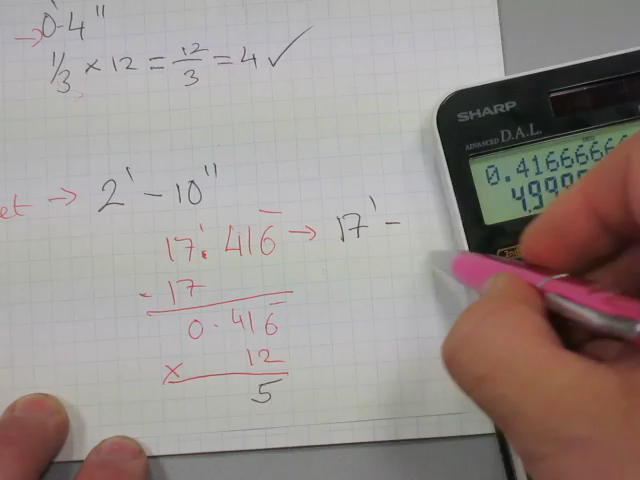 → 0'-4"
1/3 × 12 = 12/3 = 4 ✓
et → 2' - 10"
17.416̅ → 17' -
- 17
0.416̅
× 12
5
SHARP
ADVANCED D.A.L.
0.4166666
4.999